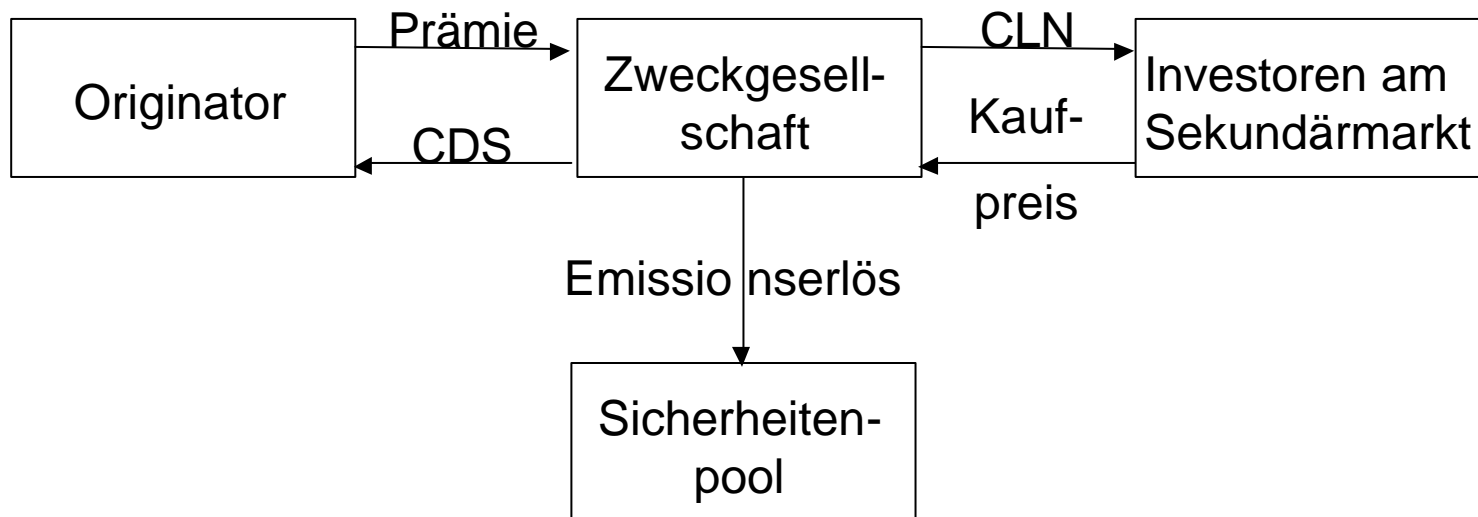 Originator
Prämie
CDS
Zweckgesell-
schaft
CLN
Kauf-
preis
Investoren am
Sekundärmarkt
Emissio nserlös
Sicherheiten-
pool